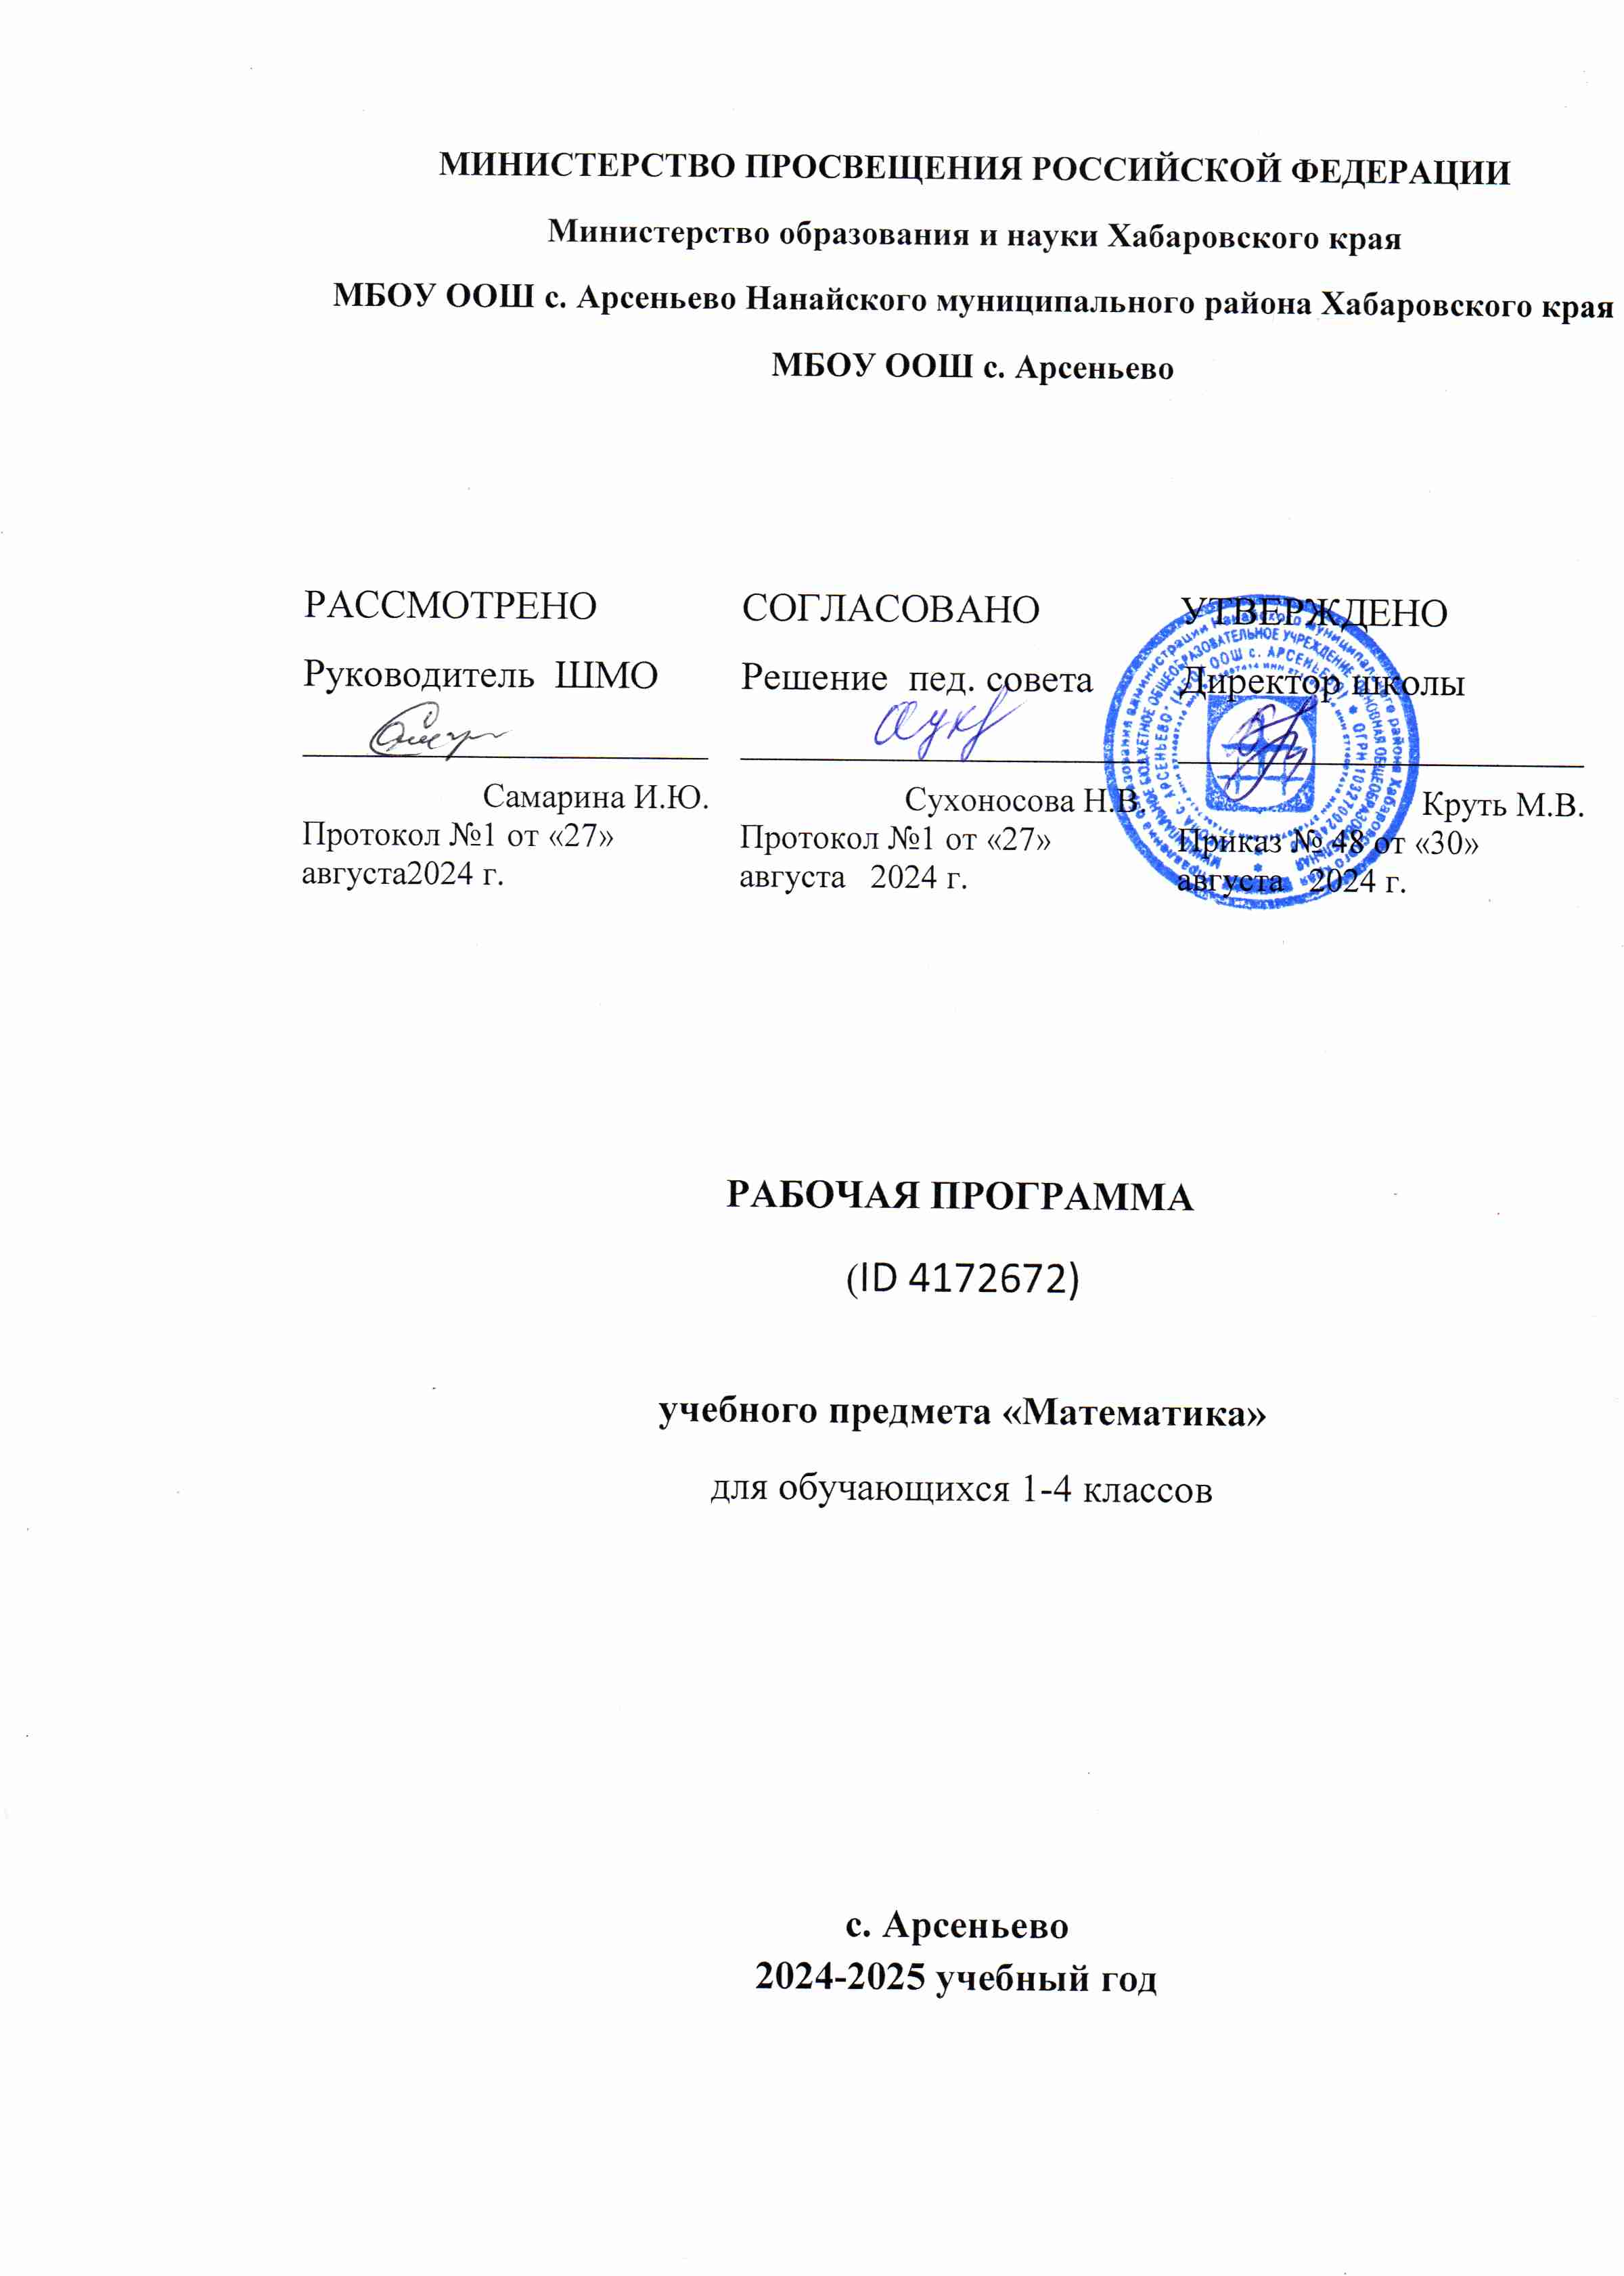 МИНИСТЕРСТВО ПРОСВЕЩЕНИЯ РОССИЙСКОЙ ФЕДЕРАЦИИ
Министерство образования и науки Хабаровского края
МБОУ ООШ с. Арсеньево Нанайского муниципального района Хабаровского края
МБОУ ООШ с. Арсеньево
РАССМОТРЕНО
Руководитель ШМО
Самарина И.Ю.
Протокол №1 от «27»
августа2024 г.
СОГЛАСОВАНО
Решение пед. совета
Сухоносова Н.В.
Протокол №1 от «27»
августа 2024 г.
УТВЕРЖДЕНО
Директор школы
Круть М.В.
Приказ № 48 от «30»
августа 2024 г.
РАБОЧАЯ ПРОГРАММА
(ID 4172672)
учебного предмета «Математика»
для обучающихся 1-4 классов
с. Арсеньево
2024-2025 учебный год